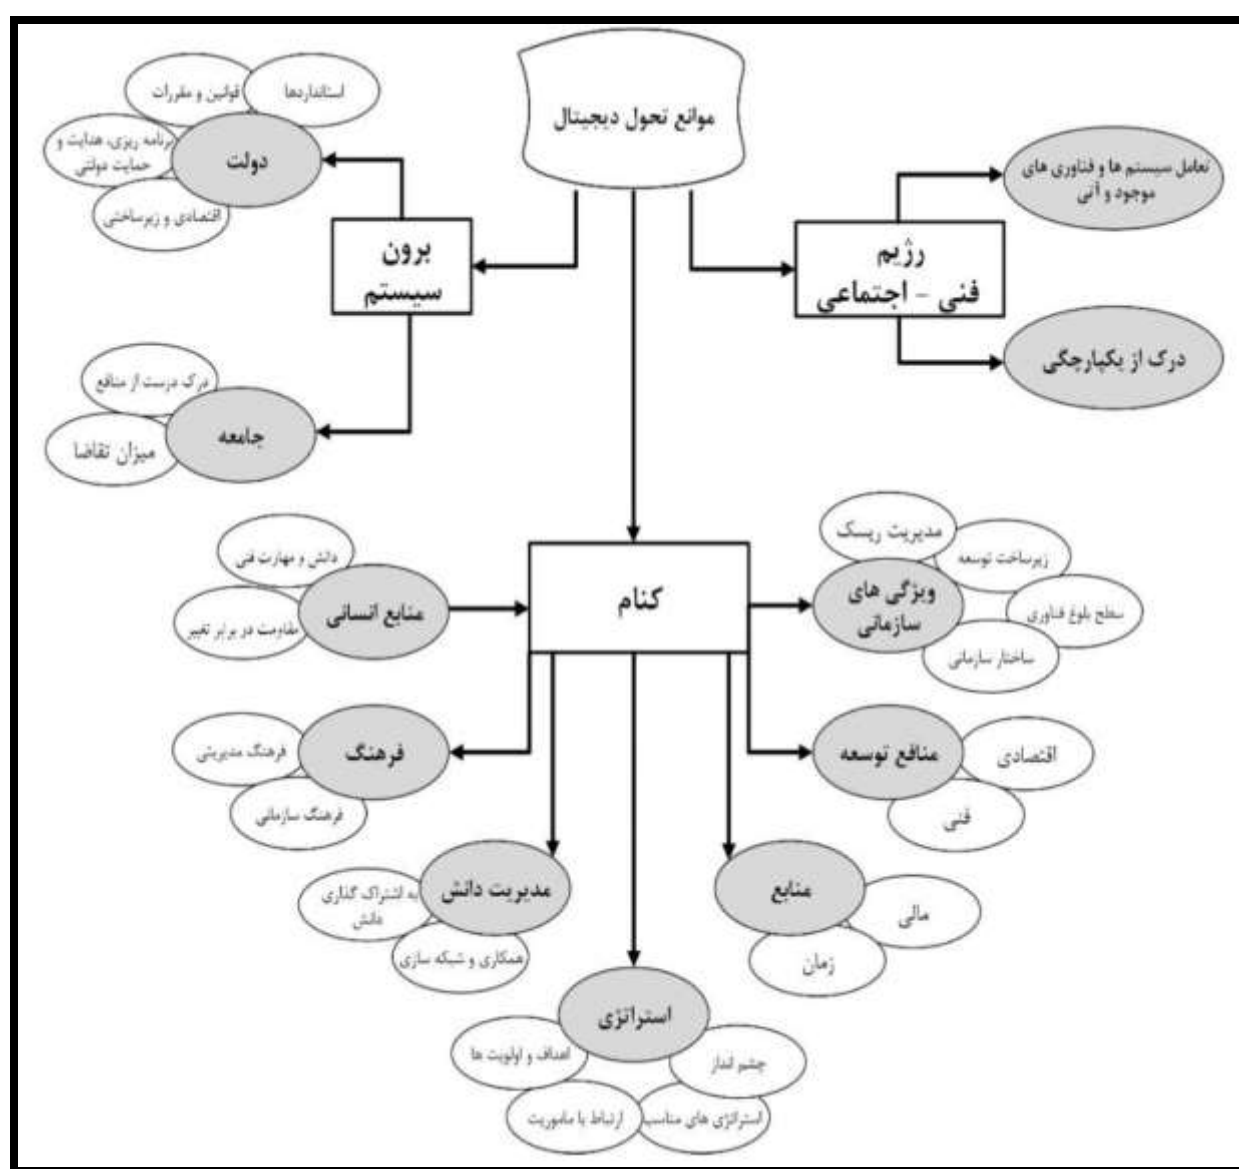 موانع تحول دیجیتال
رژیم
فنی - اجتماعی
تعامل سیستم ها و فناوری های
موجود و آتی
درک از یکپارچگی
برون
سیستم
دولت
استانداردها
قوانین و مقررات
برنامه ریزی، هدایت و
حمایت دولتی
اقتصادی و زیرساختی
جامعه
درک درست از منافع
میزان تقاضا
کنام
ویژگی های
سازمانی
مدیریت ریسک
زیرساخت توسعه
سطح بلوغ فناوری
ساختار سازمانی
منافع توسعه
اقتصادی
فنی
منابع
مالی
زمان
استراتژی
چشم انداز
استراتژی های مناسب
ارتباط با ماموریت
اهداف و اولویت ها
مدیریت دانش
به اشتراک گذاری
دانش
همکاری و شبکه سازی
فرهنگ
فرهنگ مدیریتی
فرهنگ سازمانی
منابع انسانی
دانش و مهارت فنی
مقاومت در برابر تغییر